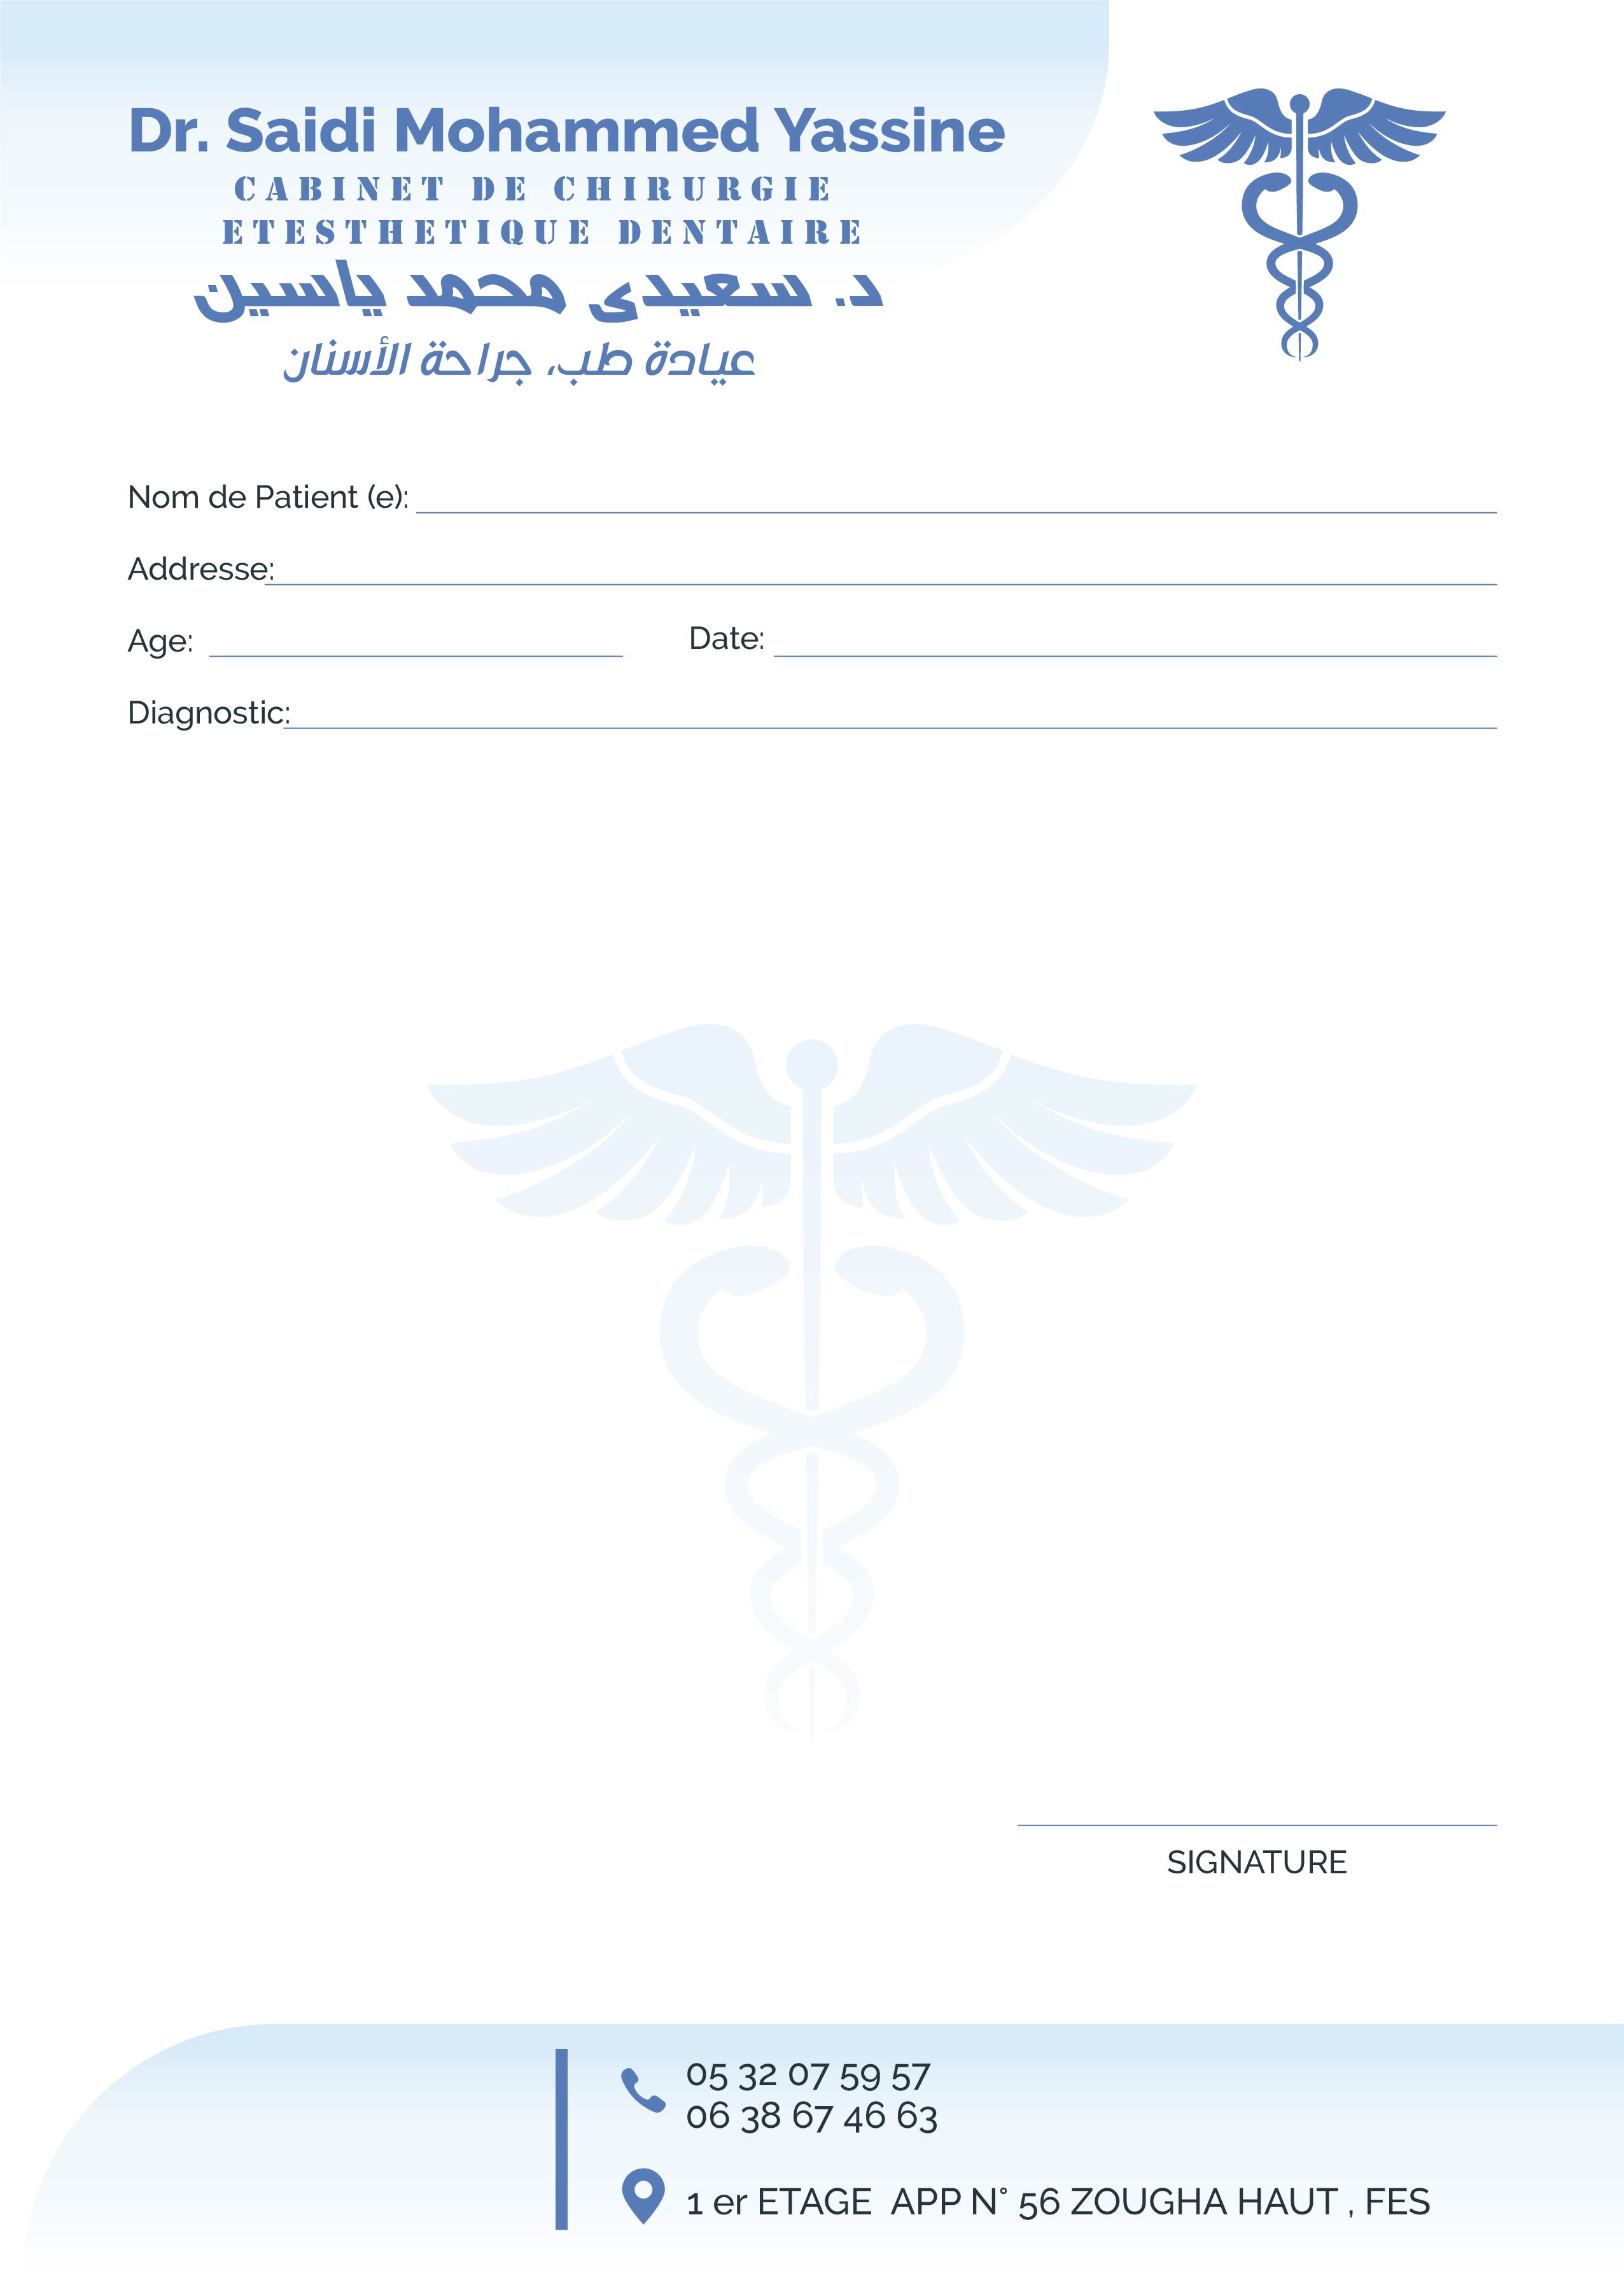 Dr. Saidi Mohammed Yassine
CABINET DE CHIRURGIE
ETESTHETIQUE DENTAIRE
د. سعيدى محمد ياسين
عيادة طب، جراحة الأسنان
Nom de Patient (e):
Addresse:
Age: Date:
Diagnostic:
SIGNATURE
05 32 07 59 57
06 38 67 46 63
1 er ETAGE APP N° 56 ZOUGHA HAUT , FES